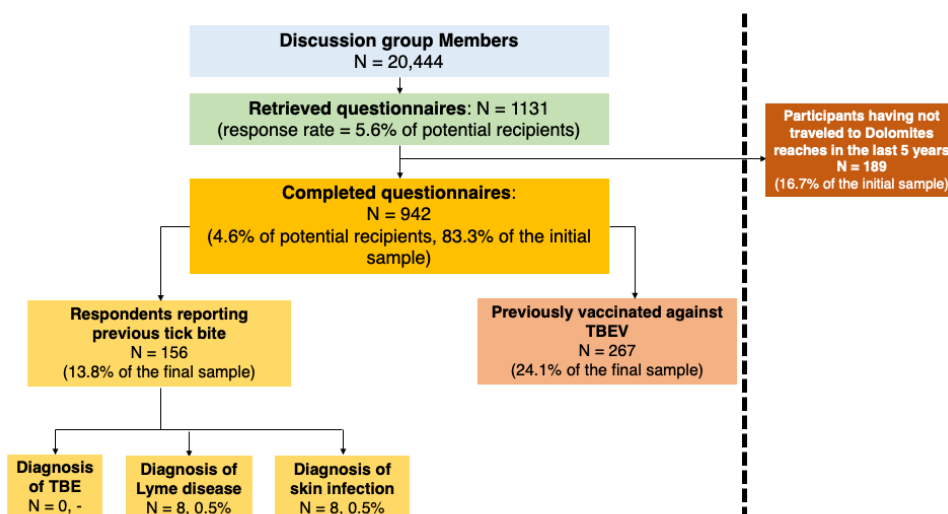 Discussion group Members
N = 20,444
Retrieved questionnaires: N = 1131
(response rate = 5.6% of potential recipients)
Participants having not
traveled to Dolomites
reaches in the last 5 years
N = 189
(16.7% of the initial sample)
Completed questionnaires:
N = 942
(4.6% of potential recipients, 83.3% of the initial
sample)
Respondents reporting
previous tick bite
N = 156
(13.8% of the final sample)
Previously vaccinated against
TBEV
N = 267
(24.1% of the final sample)
Diagnosis
of TBE
N = 0, -
Diagnosis of
Lyme disease
N = 8, 0.5%
Diagnosis of
skin infection
N = 8, 0.5%